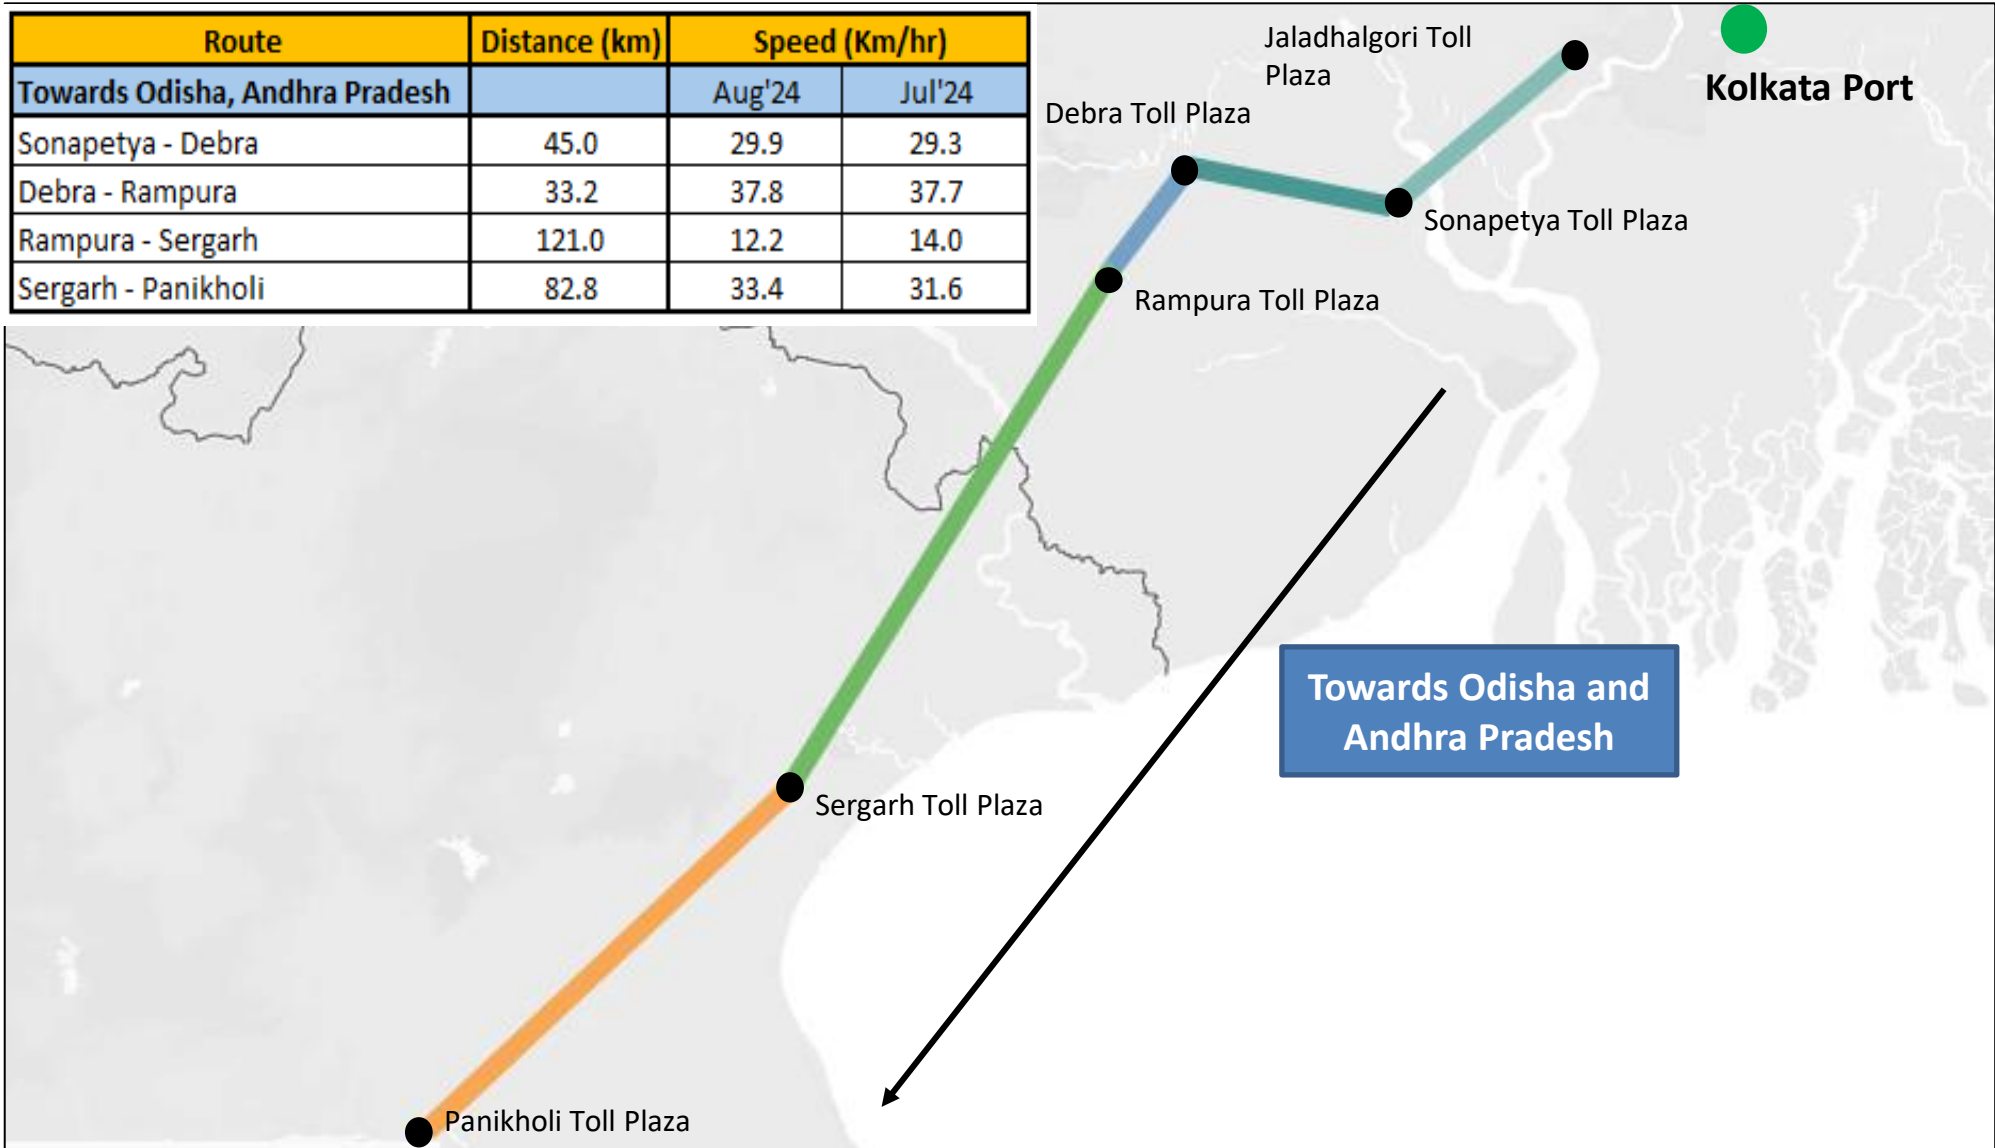 Route Distance (km) Speed (Km/hr)
Towards Odisha, Andhra Pradesh Aug'24 Jul'24
Sonapetya - Debra 45.0 29.9 29.3
Debra - Rampura 33.2 37.8 37.7
Rampura - Sergarh 121.0 12.2 14.0
Sergarh - Panikholi 82.8 33.4 31.6
Jaladhalgori Toll
Plaza
Kolkata Port
Debra Toll Plaza
Sonapetya Toll Plaza
Rampura Toll Plaza
Towards Odisha and
Andhra Pradesh
Sergarh Toll Plaza
Panikholi Toll Plaza